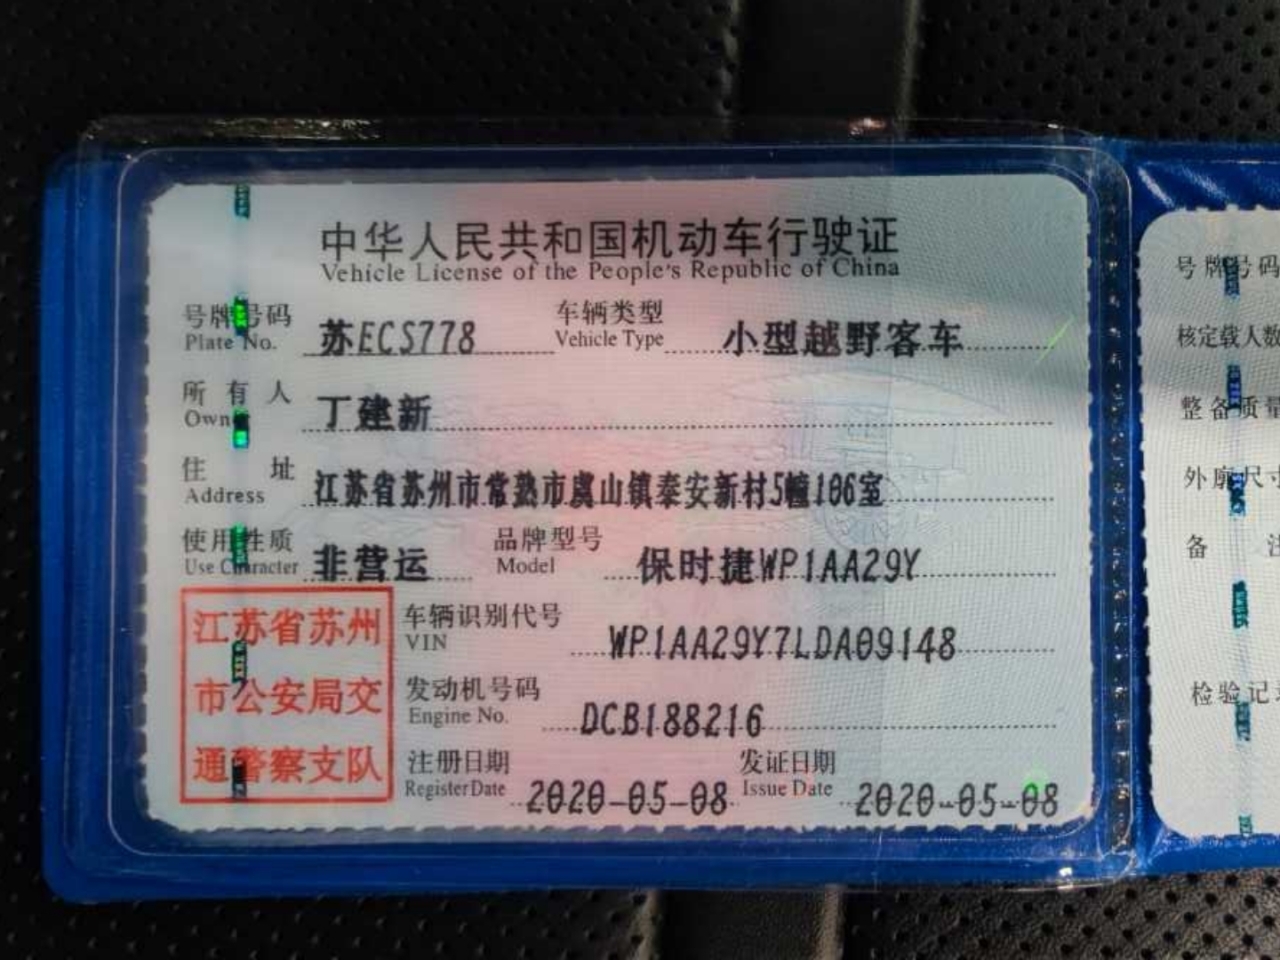 中华人民共和国机动车行驶证
Vehicle License of the People's Republic of China
号牌号码 苏ECS778 车辆类型 小型越野客车
Plate No. Vehicle Type
所有人 丁建新
Owner
住址 江苏省苏州市常熟市虞山镇泰安新村5幢106室
Address
使用性质 非营运 品牌型号 保时捷WP1AA29Y
Use Character Model
江苏省苏州
市公安局交
通警察支队
车辆识别代号 WP1AA29Y7LDA09148
VIN
发动机号码 DCB188216
Engine No.
注册日期 2020-05-08 发证日期 2020-05-08
Register Date Issue Date
号牌号码
核定载人数
整备质量
外廓尺寸
备
检验记